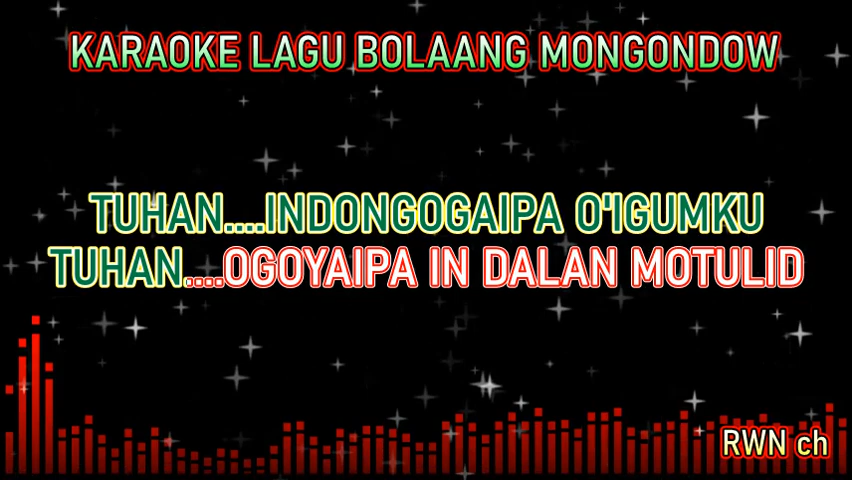 KARAOKE LAGU BOLAANG MONGONDOW
TUHAN....INDONGOGAIPA O'IGUMKU
TUHAN.....OGOYAIPA IN DALAN MOTULID
RWN ch